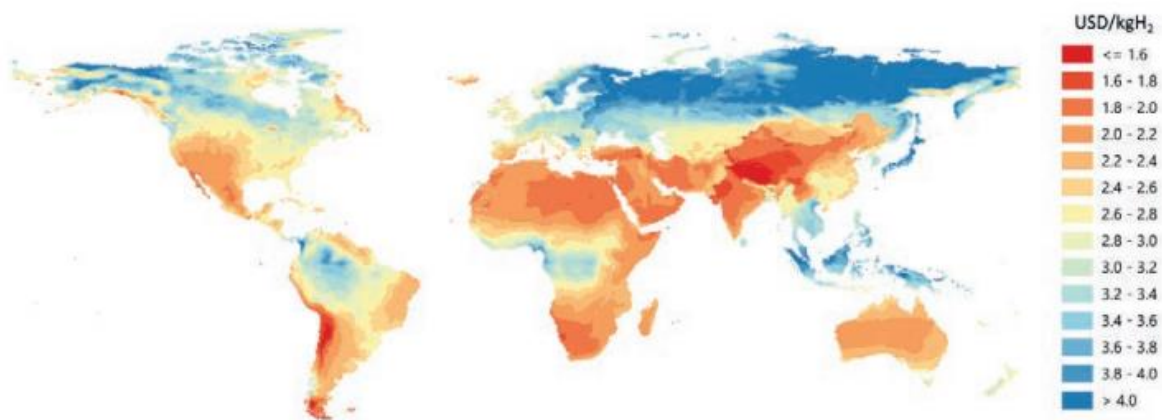 USD/kgH₂
<= 1.6
1.6 - 1.8
1.8 - 2.0
2.0 - 2.2
2.2 - 2.4
2.4 - 2.6
2.6 - 2.8
2.8 - 3.0
3.0 - 3.2
3.2 - 3.4
3.4 - 3.6
3.6 - 3.8
3.8 - 4.0
> 4.0